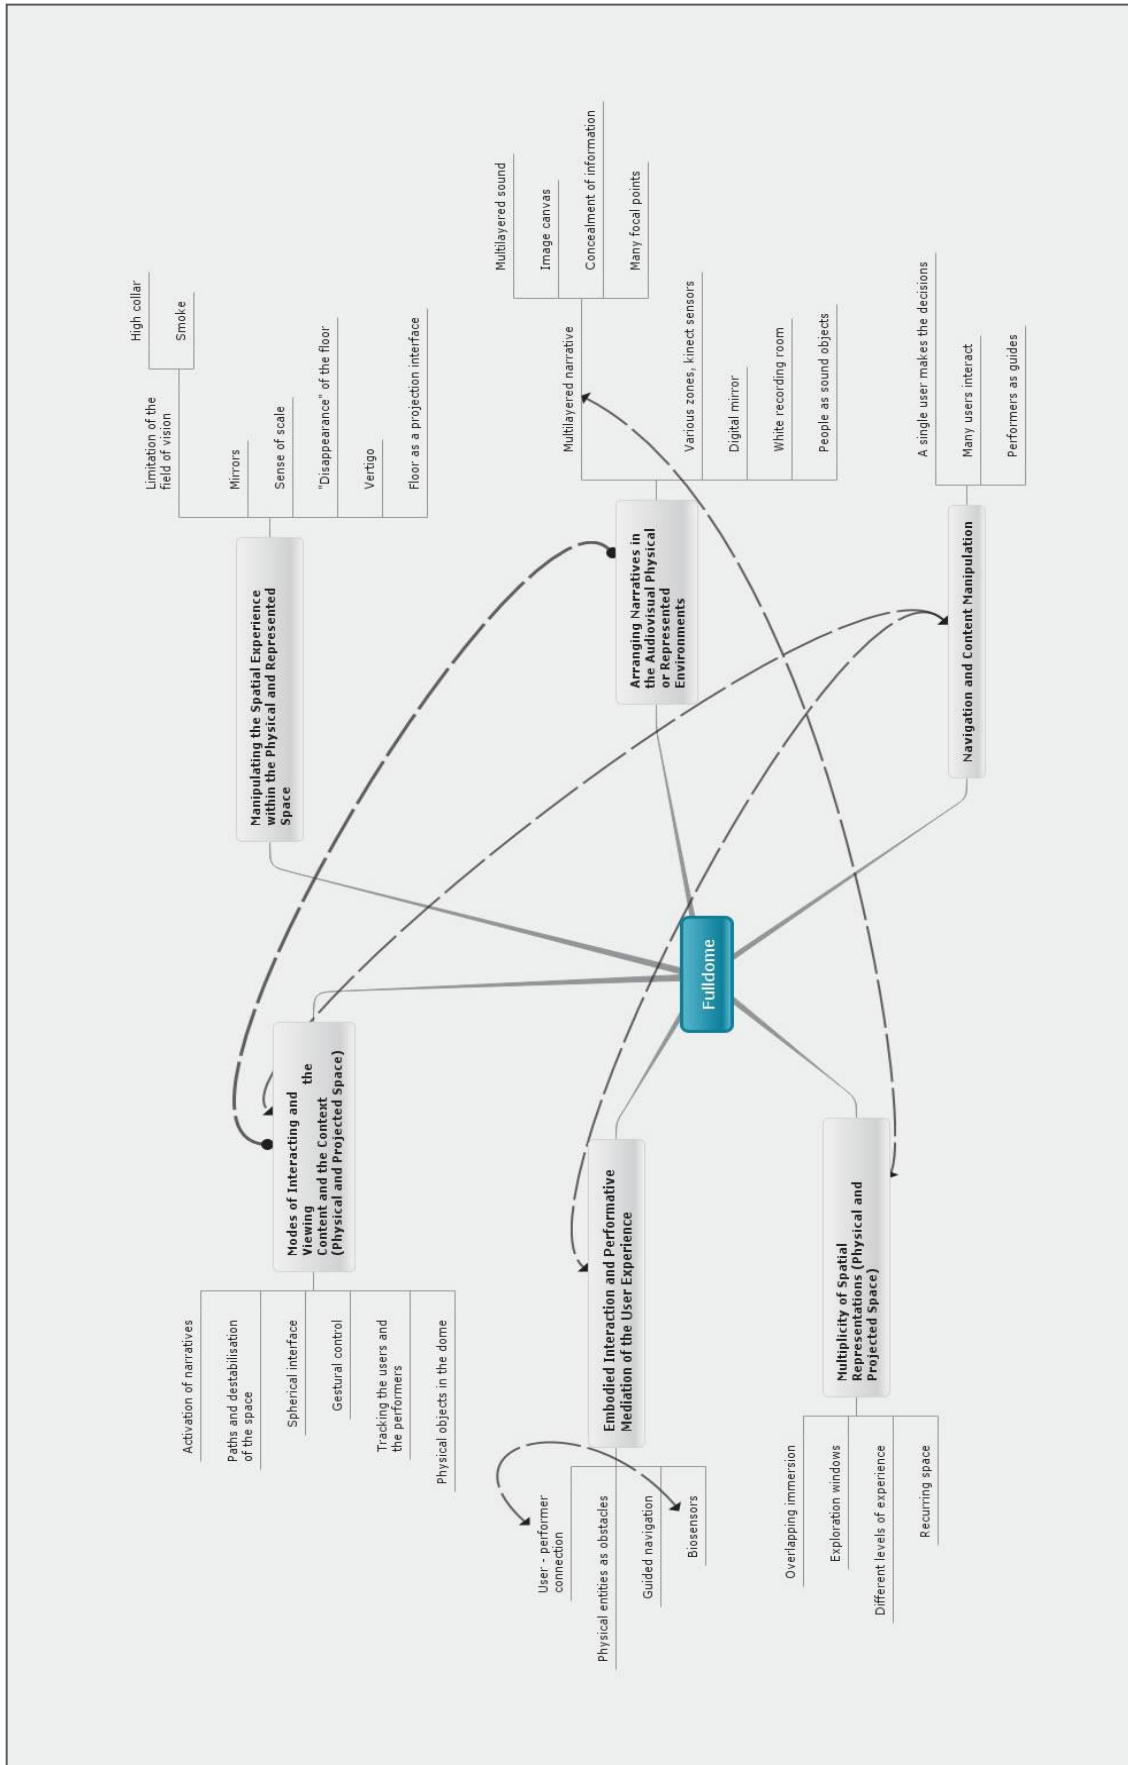 Fulldome
Modes of Interacting and
Viewing the
Content and the Context
(Physical and Projected Space)
Activation of narratives
Paths and destabilisation
of the space
Spherical interface
Gestural control
Tracking the users and
the performers
Physical objects in the dome
Embodied Interaction and Performative
Mediation of the User Experience
User - performer
connection
Physical entities as obstacles
Guided navigation
Biosensors
Multiplicity of Spatial
Representations (Physical and
Projected Space)
Overlapping immersion
Exploration windows
Different levels of experience
Recurring space
Manipulating the Spatial Experience
within the Physical and Represented
Space
Limitation of the
field of vision
High collar
Smoke
Mirrors
Sense of scale
"Disappearance" of the floor
Vertigo
Floor as a projection interface
Arranging Narratives in
the Audiovisual Physical
or Represented
Environments
Multilayered narrative
Multilayered sound
Image canvas
Concealment of information
Many focal points
Various zones, kinect sensors
Digital mirror
White recording room
People as sound objects
Navigation and Content Manipulation
A single user makes the decisions
Many users interact
Performers as guides